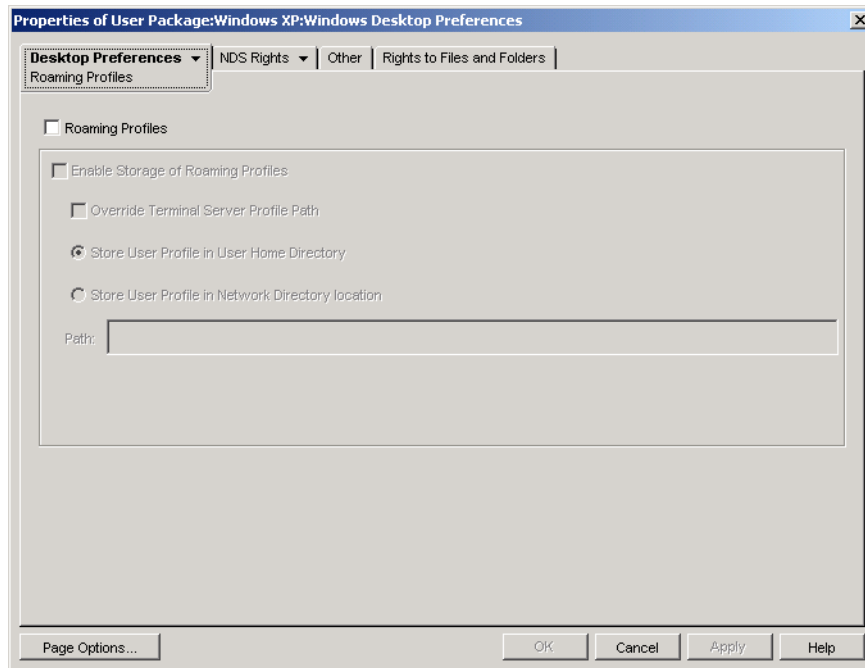 Properties of User Package:Windows XP:Windows Desktop Preferences
Desktop Preferences NDS Rights Other Rights to Files and Folders
Roaming Profiles
Roaming Profiles
Enable Storage of Roaming Profiles
Override Terminal Server Profile Path
Store User Profile in User Home Directory
Store User Profile in Network Directory location
Path:
Page Options... OK Cancel Apply Help